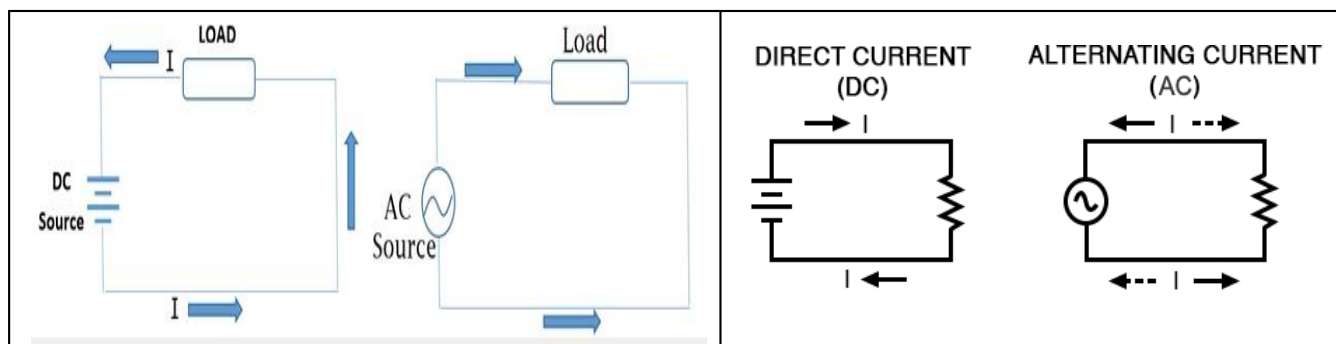 LOAD
I
DC
Source
I
Load
AC
Source
DIRECT CURRENT
(DC)
I
I
ALTERNATING CURRENT
(AC)
I
I